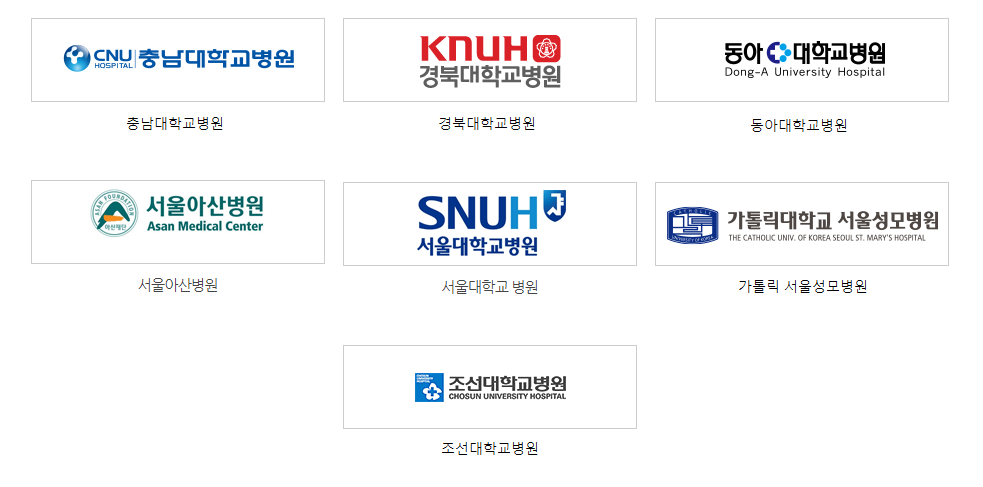 CNU
HOSPITAL
충남대학교병원
KNUH
경북대학교병원
동아 대학교병원
Dong-A University Hospital
충남대학교병원
경북대학교병원
동아대학교병원
ASAN FOUNDATION
아산재단
서울아산병원
Asan Medical Center
SNUH
서울대학교병원
가톨릭대학교 서울성모병원
THE CATHOLIC UNIV. OF KOREA SEOUL ST. MARY'S HOSPITAL
서울아산병원
서울대학교 병원
가톨릭 서울성모병원
CHOSUN
UNIVERSITY
HOSPITAL
조선대학교병원
CHOSUN UNIVERSITY HOSPITAL
조선대학교병원